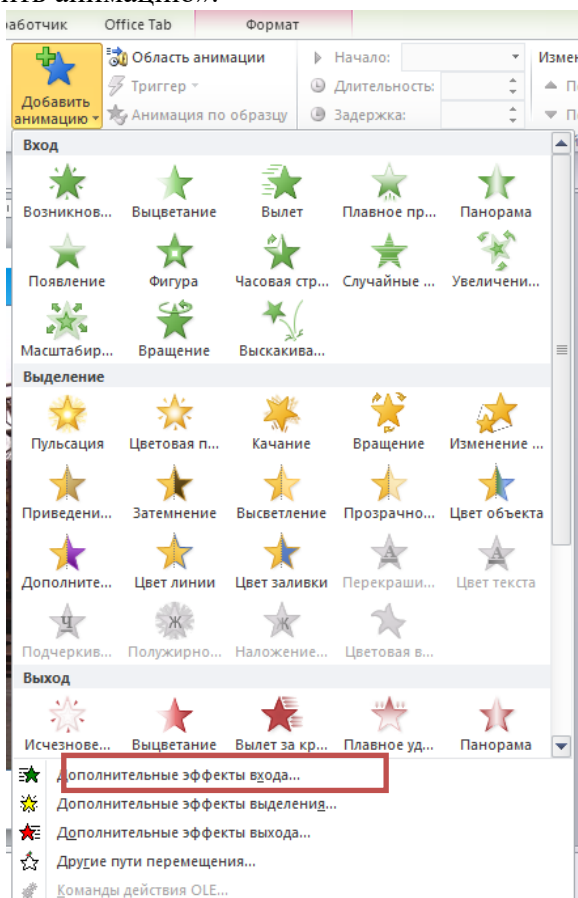 ить анимацию».
работчик Office Tab Формат
Добавить анимацию
Область анимации
Триггер
Анимация по образцу
Начало:
Длительность:
Задержка:
Измен
Вход
Возникнов... Выцветание Вылет Плавное пр... Панорама
Появление Фигура Часовая стр... Случайные ... Увеличени...
Масштабир... Вращение Выскакива...
Выделение
Пульсация Цветовая п... Качание Вращение Изменение ...
Приведени... Затемнение Высветление Прозрачно... Цвет объекта
Дополните... Цвет линии Цвет заливки Перекраши... Цвет текста
Подчеркив... Полужирно... Наложение... Цветовая в...
Выход
Исчезнове... Выцветание Вылет за кр... Плавное уд... Панорама
Дополнительные эффекты входа...
Дополнительные эффекты выделения...
Дополнительные эффекты выхода...
Другие пути перемещения...
Команды действия OLE...